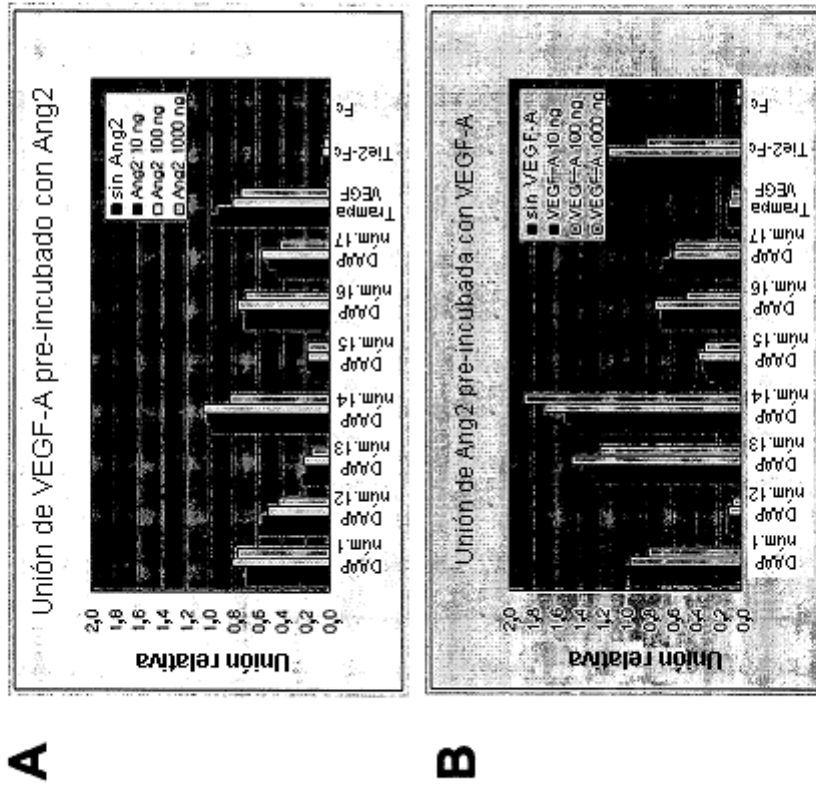 A
Unión de VEGF-A pre-incubado con Ang2
Unión relativa
2,0
1,8
1,6
1,4
1,2
1,0
0,8
0,6
0,4
0,2
0,0
sin Ang2
Ang2 10 ng
Ang2 100 ng
Ang2 1000 ng
DAAP núm.1
DAAP núm.12
DAAP núm.13
DAAP núm.14
DAAP núm.15
DAAP núm.16
DAAP núm.17
Trampa VEGF
Tie2-Fc
Fc
B
Unión de Ang2 pre-incubada con VEGF-A
Unión relativa
2,0
1,8
1,6
1,4
1,2
1,0
0,8
0,6
0,4
0,2
0,0
sin VEGF-A
VEGF-A 10 ng
VEGF-A 100 ng
VEGF-A 1000 ng
DAAP núm.1
DAAP núm.12
DAAP núm.13
DAAP núm.14
DAAP núm.15
DAAP núm.16
DAAP núm.17
Trampa VEGF
Tie2-Fc
Fc